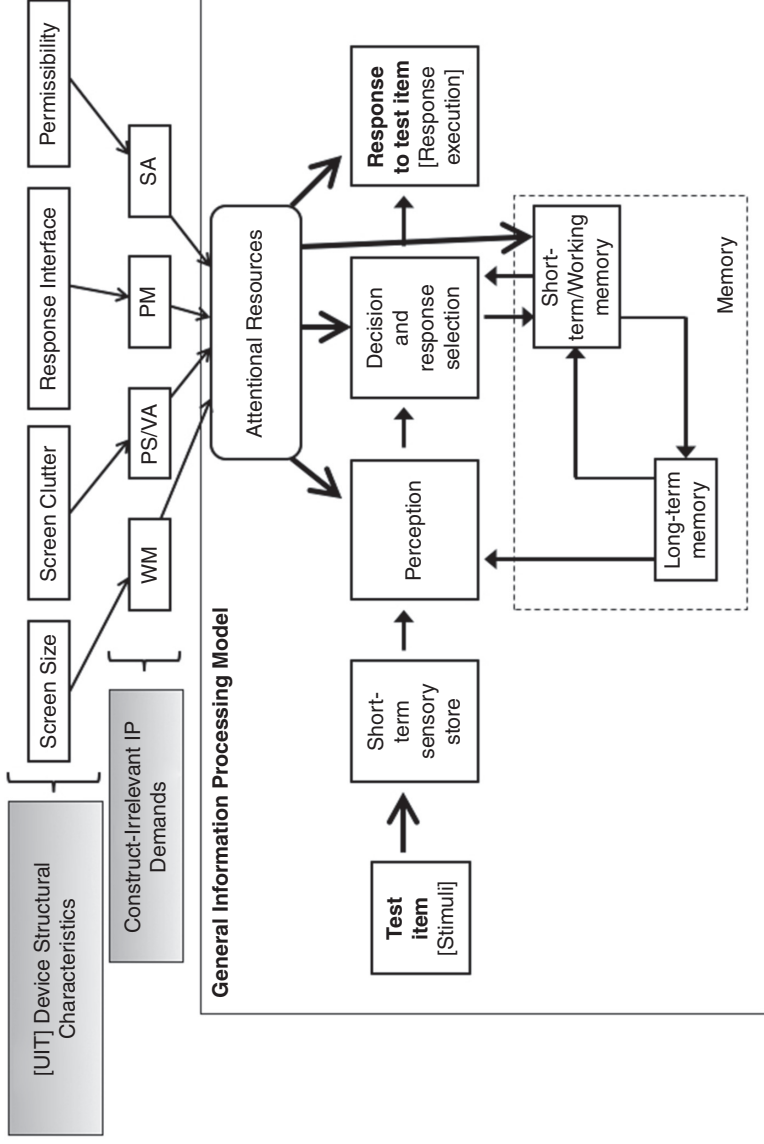 [UIT] Device Structural
Characteristics
Screen Size
Screen Clutter
Response Interface
Permissibility
Construct-Irrelevant IP
Demands
WM
PS/VA
PM
SA
General Information Processing Model
Attentional Resources
Test
item
[Stimuli]
Short-
term
sensory
store
Perception
Decision
and
response
selection
Response
to test item
[Response
execution]
Long-term
memory
Short-
term/Working
memory
Memory